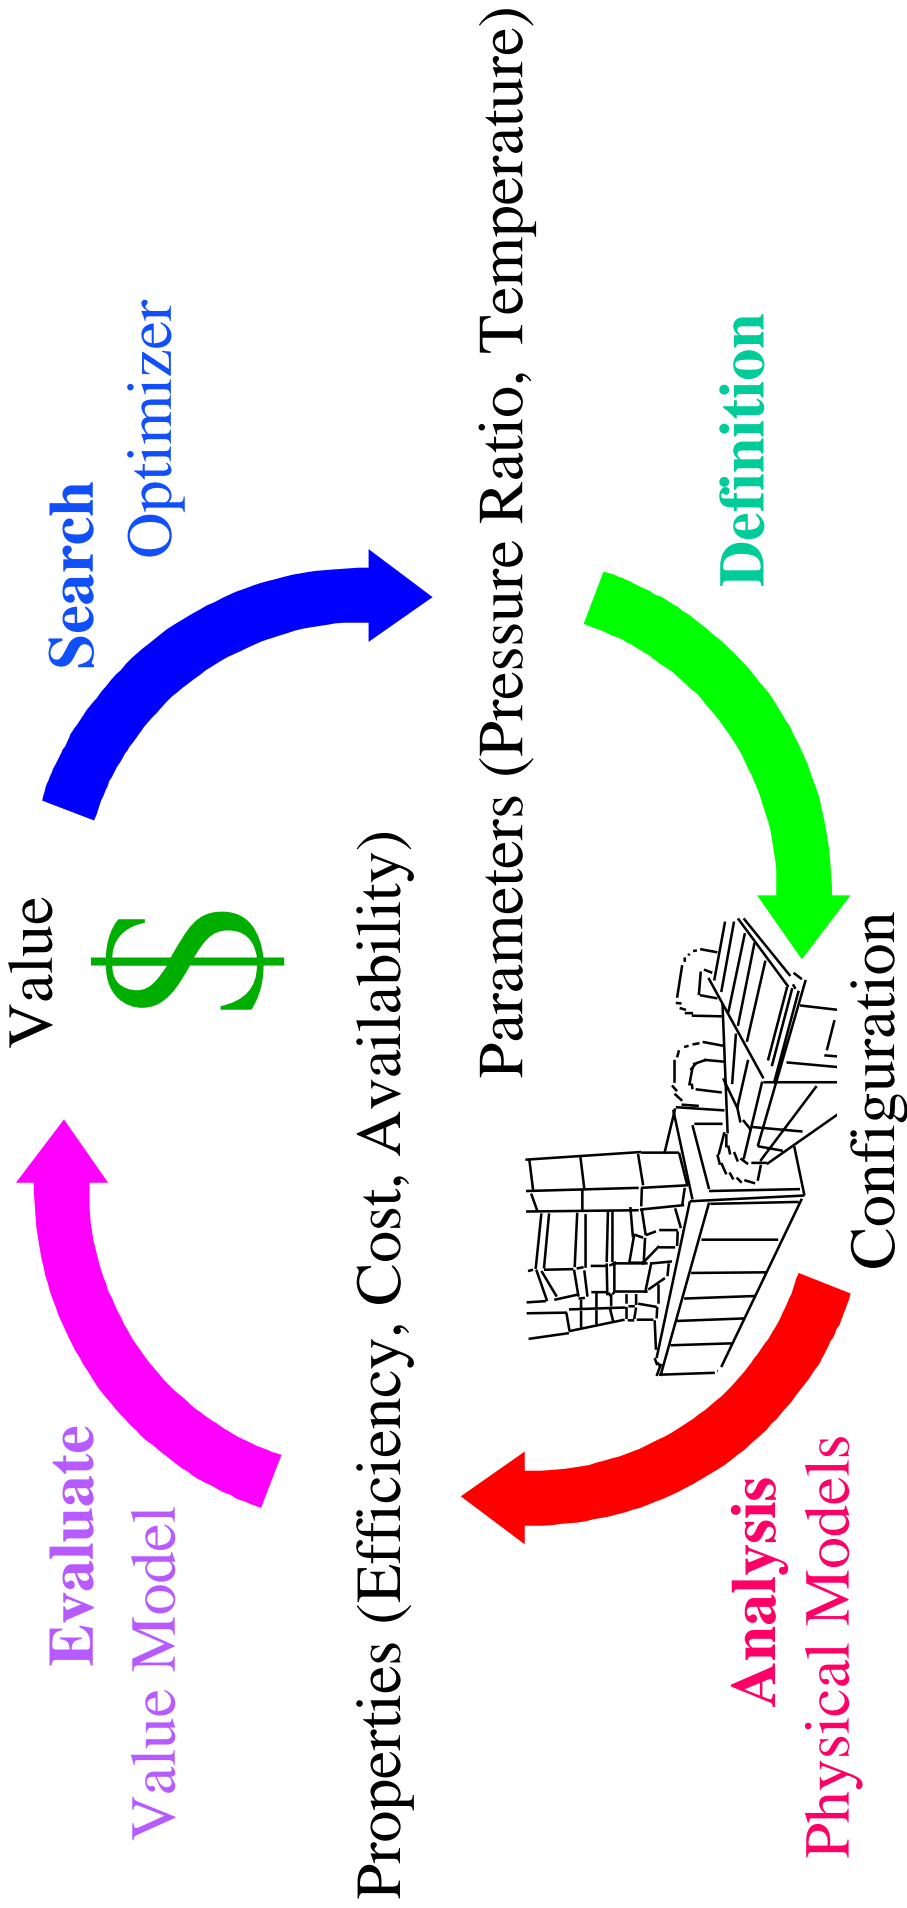 Value
$
Search
Optimizer
Parameters (Pressure Ratio, Temperature)
Definition
Configuration
Analysis
Physical Models
Properties (Efficiency, Cost, Availability)
Evaluate
Value Model